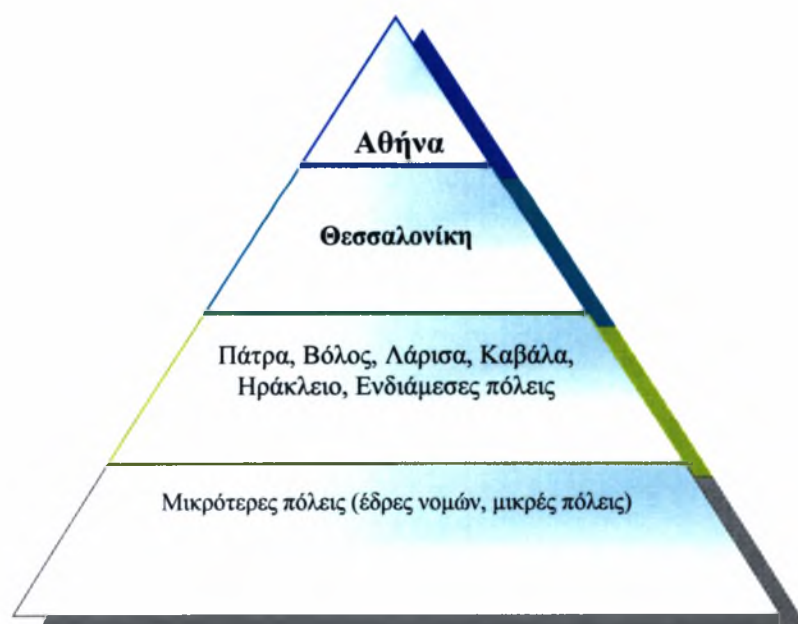 Αθήνα
Θεσσαλονίκη
Πάτρα, Βόλος, Λάρισα, Καβάλα,
Ηράκλειο, Ενδιάμεσες πόλεις
Μικρότερες πόλεις (έδρες νομών, μικρές πόλεις)